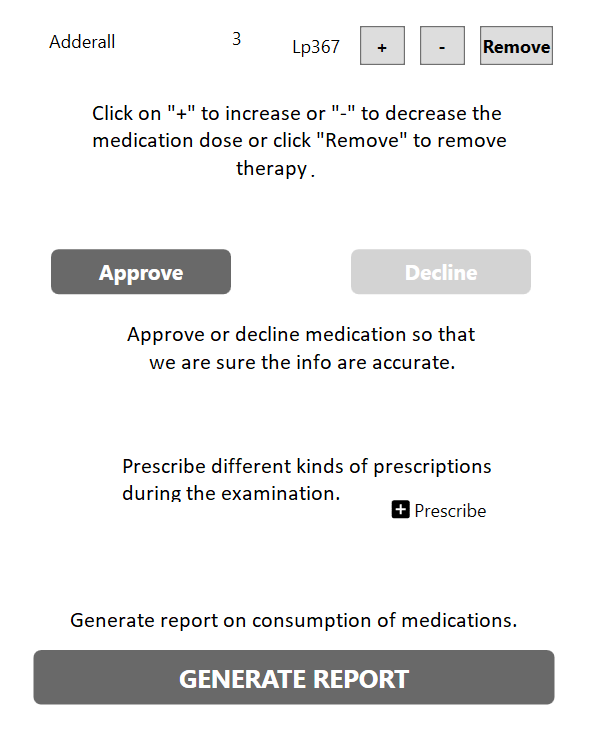 Adderall 3 Lp367 + - Remove
Click on "+" to increase or "-" to decrease the
medication dose or click "Remove" to remove
therapy.
Approve Decline
Approve or decline medication so that
we are sure the info are accurate.
Prescribe different kinds of prescriptions
during the examination.
Prescribe
Generate report on consumption of medications.
GENERATE REPORT